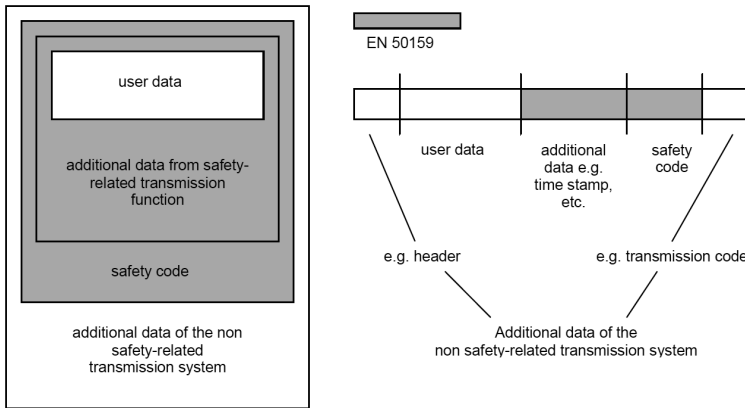 user data
additional data from safety-
related transmission
function
safety code
additional data of the non
safety-related
transmission system
EN 50159
user data
additional
data e.g.
time stamp,
etc.
safety
code
e.g. header
e.g. transmission code
Additional data of the
non safety-related transmission system